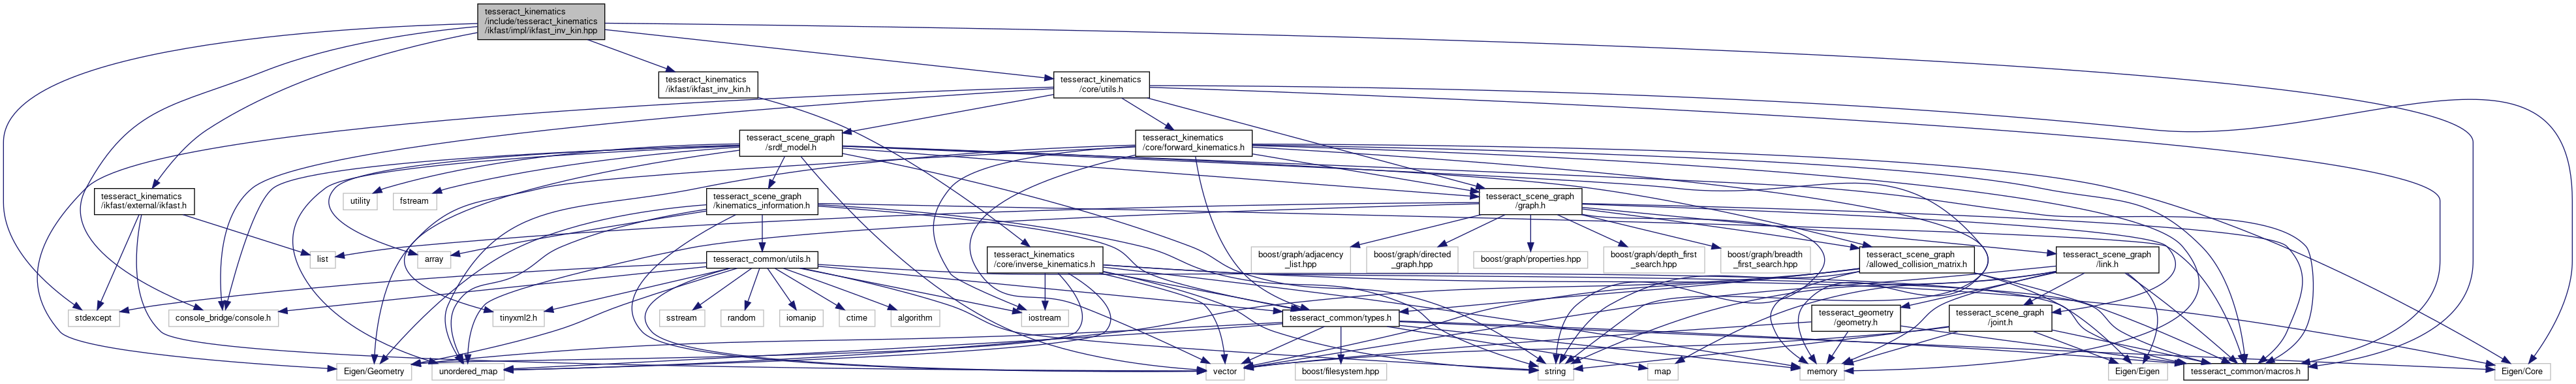 tesseract_kinematics
/include/tesseract_kinematics
/ikfast/impl/ikfast_inv_kin.hpp
tesseract_kinematics
/ikfast/ikfast_inv_kin.h
tesseract_kinematics
/core/utils.h
tesseract_scene_graph
/srdf_model.h
tesseract_kinematics
/core/forward_kinematics.h
tesseract_kinematics
/ikfast/external/ikfast.h
utility
fstream
tesseract_scene_graph
/kinematics_information.h
tesseract_scene_graph
/graph.h
list
array
tesseract_common/utils.h
tesseract_kinematics
/core/inverse_kinematics.h
boost/graph/adjacency
_list.hpp
boost/graph/directed
_graph.hpp
boost/graph/properties.hpp
boost/graph/depth_first
_search.hpp
boost/graph/breadth
_first_search.hpp
tesseract_scene_graph
/allowed_collision_matrix.h
tesseract_scene_graph
/link.h
stdexcept
console_bridge/console.h
tinyxml2.h
sstream
random
iomanip
ctime
algorithm
iostream
tesseract_common/types.h
tesseract_geometry
/geometry.h
tesseract_scene_graph
/joint.h
Eigen/Geometry
unordered_map
vector
boost/filesystem.hpp
string
map
memory
Eigen/Eigen
tesseract_common/macros.h
Eigen/Core